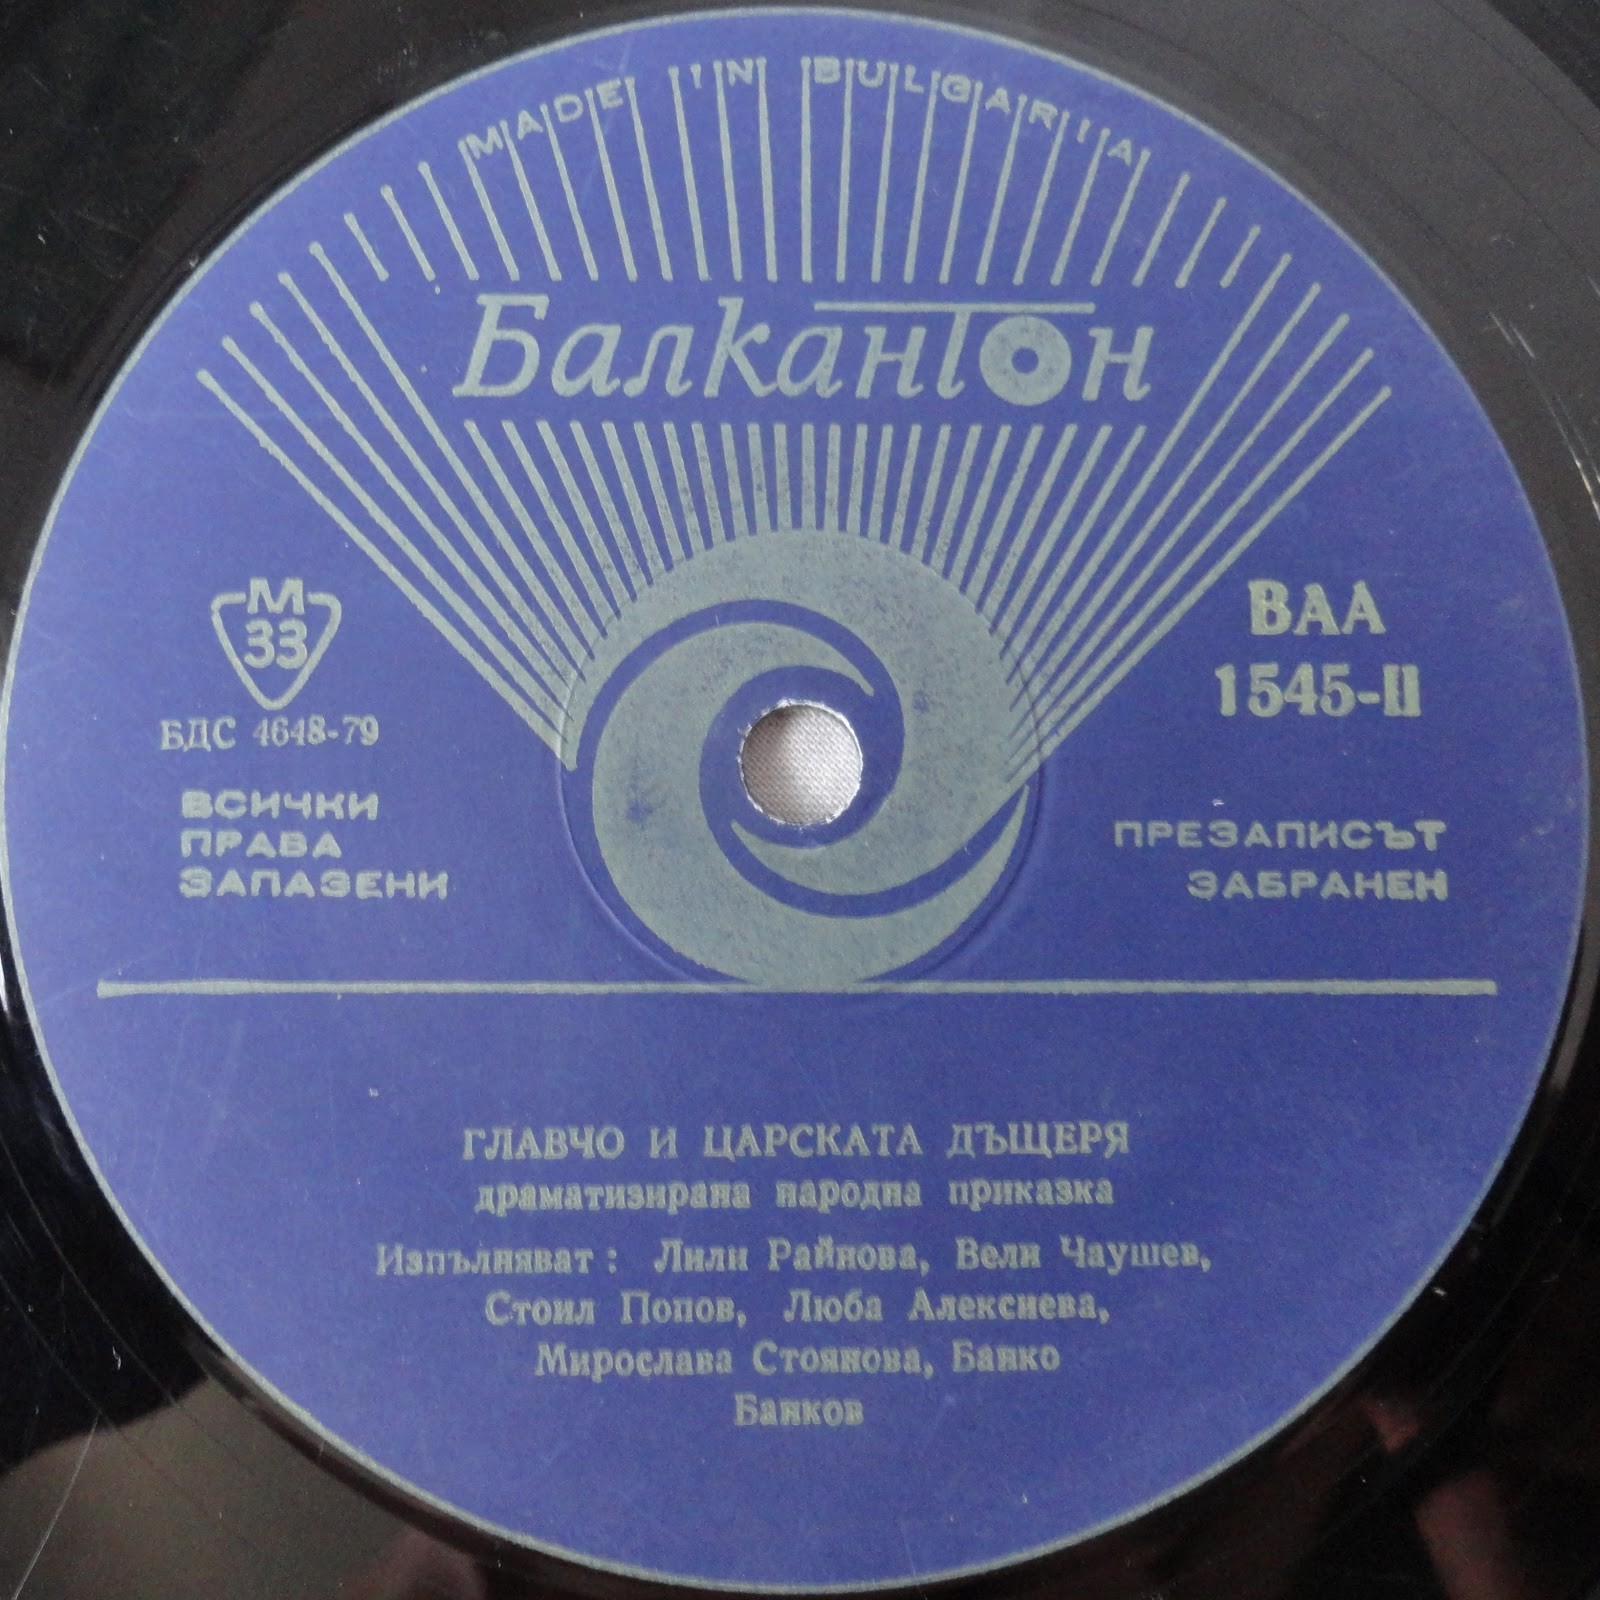 MADE IN BULGARIA
Балкантон
М
33
БДС 4648-79
ВСИЧКИ
ПРАВА
ЗАПАЗЕНИ
ВАА
1545-II
ПРЕЗАПИСЪТ
ЗАБРАНЕН
ГЛАВЧО И ЦАРСКАТА ДЪЩЕРЯ
драматизирана народна приказка
Изпълняват: Лили Райнова, Вели Чаушев,
Стоил Попов, Люба Алексиева,
Мирослава Стоянова, Банко
Банков